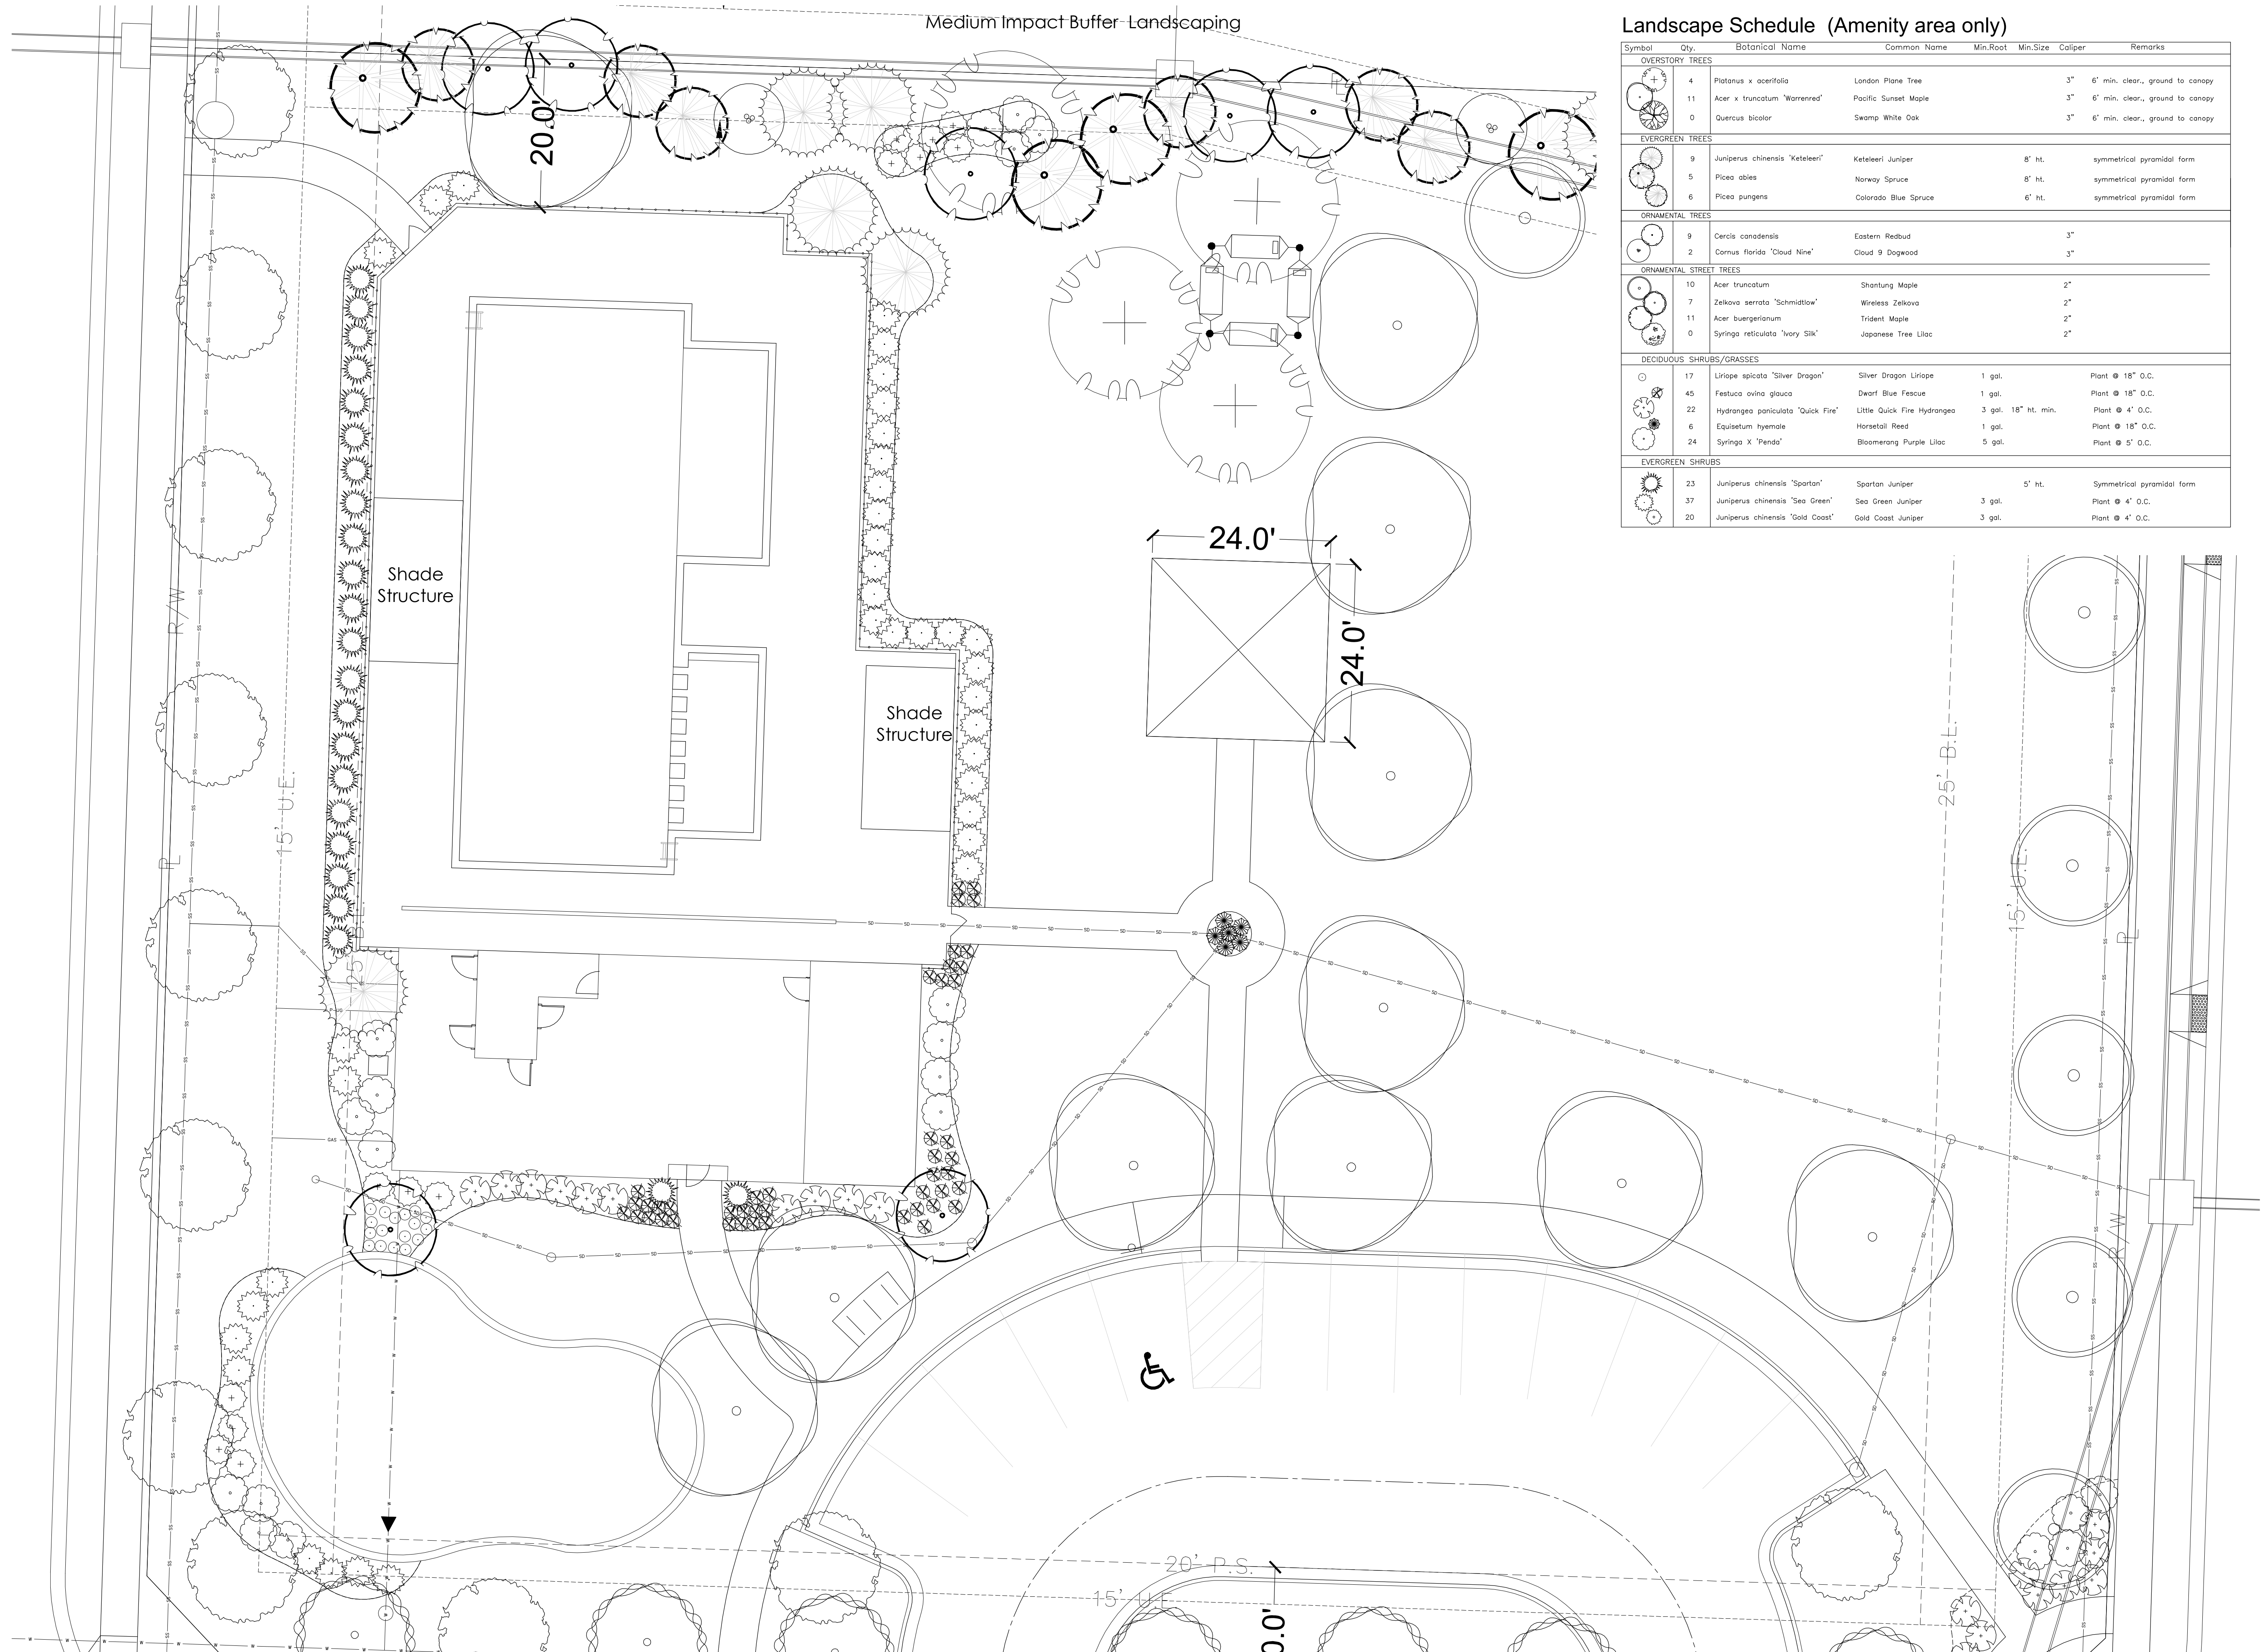 Medium Impact Buffer Landscaping
Landscape Schedule (Amenity area only)
Symbol Qty. Botanical Name Common Name Min.Root Min.Size Caliper Remarks
OVERSTORY TREES
4 Platanus x acerifolia London Plane Tree 3" 6' min. clear., ground to canopy
11 Acer x truncatum 'Warrenred' Pacific Sunset Maple 3" 6' min. clear., ground to canopy
0 Quercus bicolor Swamp White Oak 3" 6' min. clear., ground to canopy
EVERGREEN TREES
9 Juniperus chinensis 'Keteleeri' Keteleeri Juniper 8' ht. symmetrical pyramidal form
5 Picea abies Norway Spruce 8' ht. symmetrical pyramidal form
6 Picea pungens Colorado Blue Spruce 6' ht. symmetrical pyramidal form
ORNAMENTAL TREES
9 Cercis canadensis Eastern Redbud 3"
2 Cornus florida 'Cloud Nine' Cloud 9 Dogwood 3"
ORNAMENTAL STREET TREES
10 Acer truncatum Shantung Maple 2"
7 Zelkova serrata 'Schmidtlow' Wireless Zelkova 2"
11 Acer buergerianum Trident Maple 2"
0 Syringa reticulata 'Ivory Silk' Japanese Tree Lilac 2"
DECIDUOUS SHRUBS/GRASSES
17 Liriope spicata 'Silver Dragon' Silver Dragon Liriope 1 gal. Plant @ 18" O.C.
45 Festuca ovina glauca Dwarf Blue Fescue 1 gal. Plant @ 18" O.C.
22 Hydrangea paniculata 'Quick Fire' Little Quick Fire Hydrangea 3 gal. 18" ht. min. Plant @ 4' O.C.
6 Equisetum hyemale Horsetail Reed 1 gal. Plant @ 18" O.C.
24 Syringa X 'Penda' Bloomerang Purple Lilac 5 gal. Plant @ 5' O.C.
EVERGREEN SHRUBS
23 Juniperus chinensis 'Spartan' Spartan Juniper 5' ht. Symmetrical pyramidal form
37 Juniperus chinensis 'Sea Green' Sea Green Juniper 3 gal. Plant @ 4' O.C.
20 Juniperus chinensis 'Gold Coast' Gold Coast Juniper 3 gal. Plant @ 4' O.C.
20.0'
24.0'
24.0'
Shade
Structure
Shade
Structure
R/W
PL
15' U.E.
25' B.L.
15' U.E.
PL
R/W
GAS
20' P.S.
15' U.E.